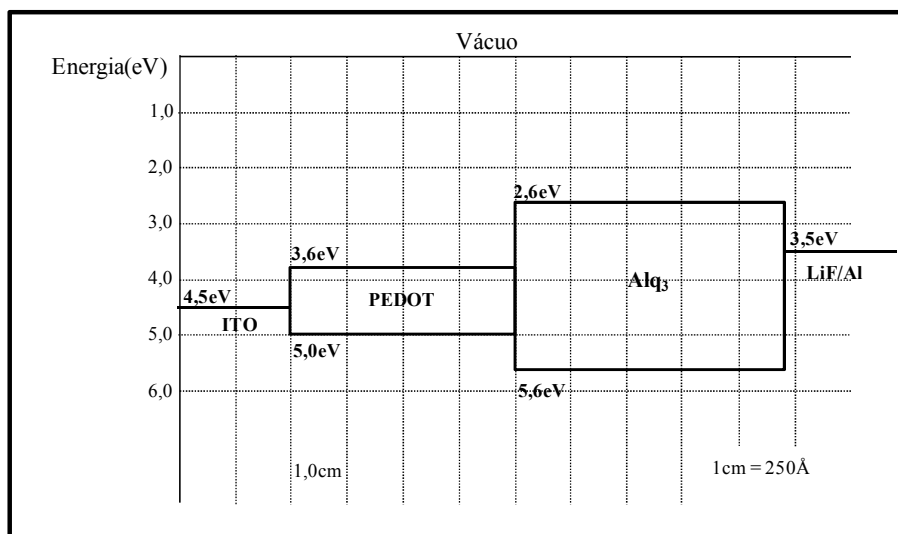 Vácuo
Energia(eV)
1,0
2,0
2,6eV
3,0
3,5eV
3,6eV
LiF/Al
4,0
Alq₃
4,5eV
PEDOT
ITO
5,0
5,0eV
5,6eV
6,0
1,0cm
1cm = 250Å